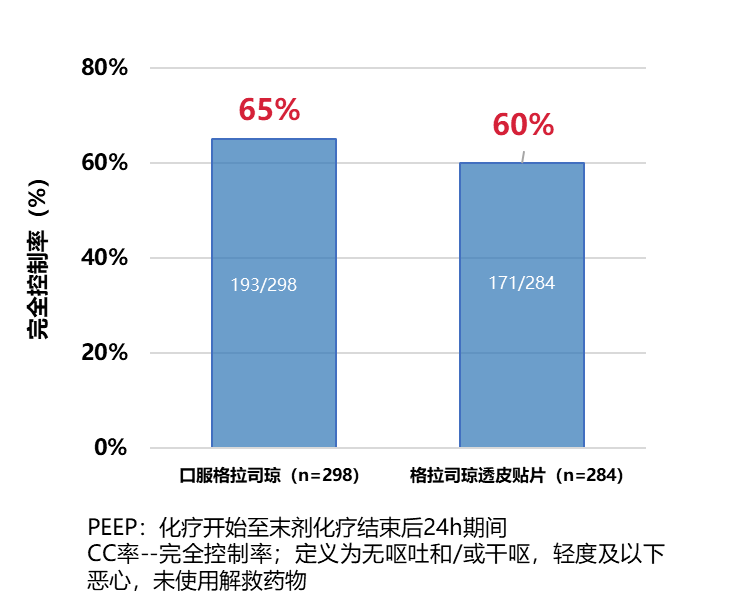 80%
65%
60%
60%
完全控制率（%）
40%
193/298
171/284
20%
0%
口服格拉司琼（n=298）
格拉司琼透皮贴片（n=284）
PEEP：化疗开始至末剂化疗结束后24h期间
CC率--完全控制率；定义为无呕吐和/或干呕，轻度及以下
恶心，未使用解救药物